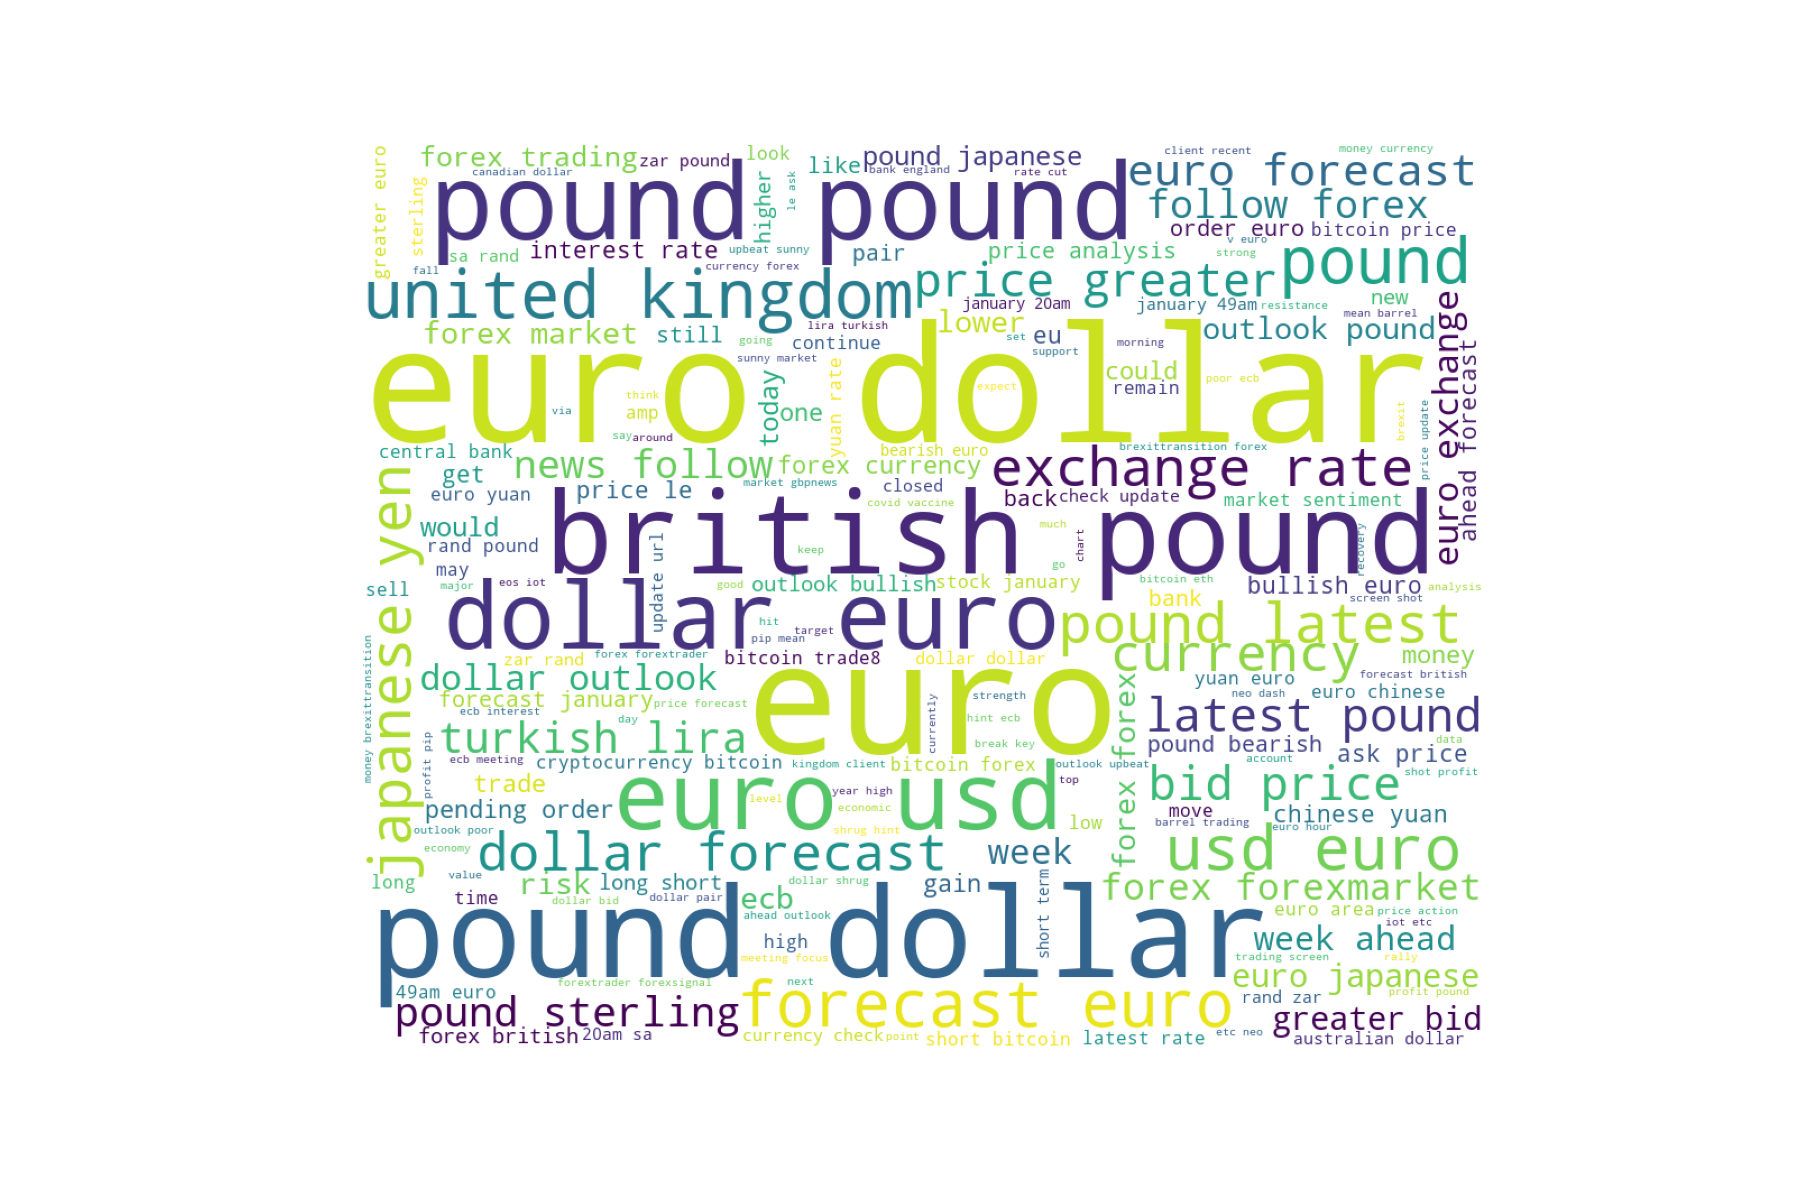 forex trading
zar pound
look
like
pound japanese
client recent
money currency
canadian dollar
bank england
rate cut
le ask
higher
greater euro
sterling
pound pound
euro forecast
follow forex
order euro
bitcoin price
sa rand
interest rate
upbeat sunny
pair
price analysis
v euro
strong
pound
fall
currency forex
united kingdom
price greater
january 20am
january 49am
resistance
new
mean barrel
forex market
still
going
lira turkish
continue
lower
set
eu
outlook pound
sunny market
support
morning
euro dollar
think
amp
via
today
one
yuan rate
expect
could
remain
poor ecb
brexit
price update
euro exchange
ahead forecast
say
around
central bank
bearish euro
brexittransition forex
get
news follow
forex currency
exchange rate
euro yuan
price le
market gbpnews
closed
covid vaccine
back
check update
market sentiment
japanese yen
would
rand pound
may
british pound
keep
much
chart
go
recovery
update url
sell
major
eos iot
good
outlook bullish
stock january
bitcoin eth
bank
bullish euro
analysis
screen shot
dollar euro
hit
target
pip mean
pound latest
money brexittransition
zar rand
forex forextrader
bitcoin trade8
dollar dollar
currency
money
forecast british
dollar outlook
euro
yuan euro
neo dash
euro chinese
forecast january
price forecast
strength
currently
forex forex
ecb interest
day
hint ecb
latest pound
turkish lira
break key
pound bearish
ask price
data
profit pip
ecb meeting
cryptocurrency bitcoin
kingdom client
bitcoin forex
outlook upbeat
account
shot profit
trade
euro usd
top
bid price
level
year high
economic
pending order
low
move
chinese yuan
outlook poor
shrug hint
barrel trading
euro hour
economy
dollar forecast
week
usd euro
long
value
risk
long short
dollar shrug
gain
short term
forex forexmarket
time
dollar bid
dollar pair
ecb
ahead outlook
euro area
price action
iot etc
pound dollar
high
meeting focus
week ahead
trading screen
rally
forextrader forexsignal
next
euro japanese
profit pound
49am euro
pound sterling
forecast euro
rand zar
greater bid
forex british
20am sa
currency check
point
short bitcoin
latest rate
etc neo
australian dollar